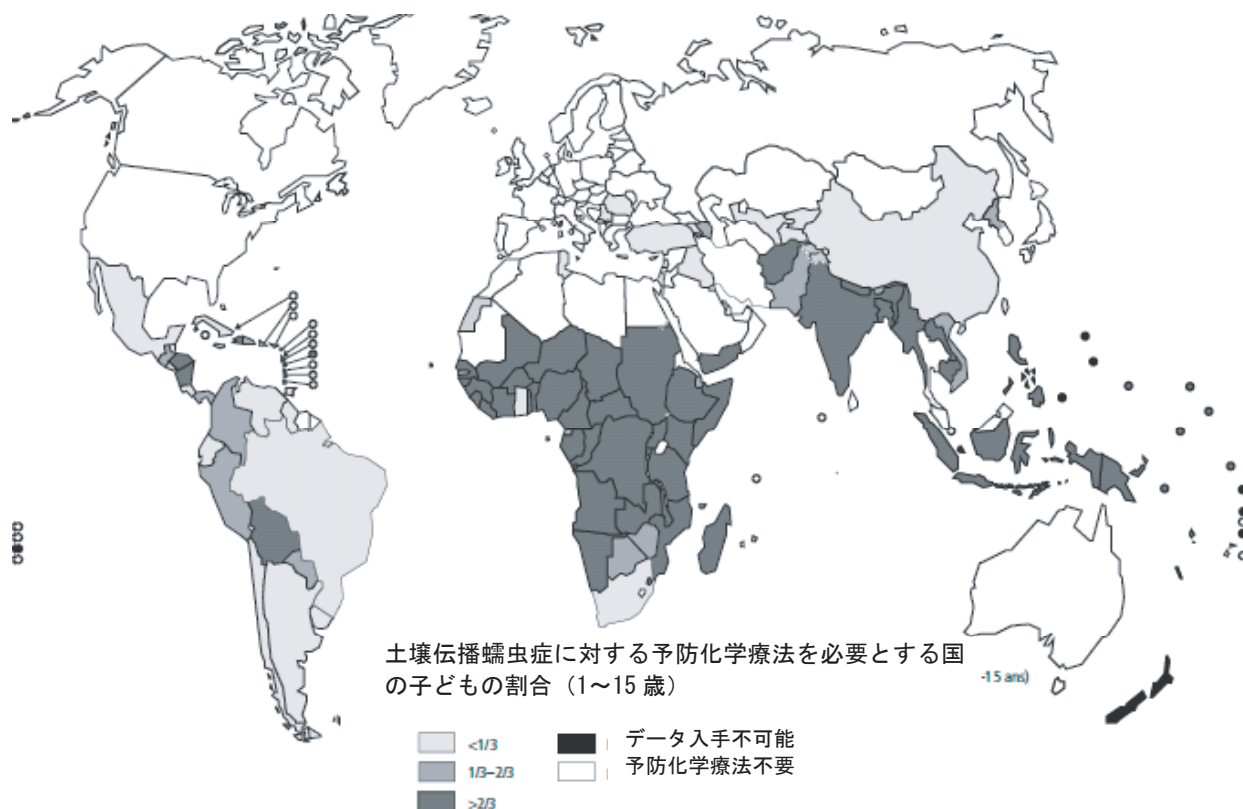 土壌伝播蠕虫症に対する予防化学療法を必要とする国
の子どもの割合（1～15 歳）
-15 ans)
<1/3
データ入手不可能
1/3–2/3
予防化学療法不要
>2/3